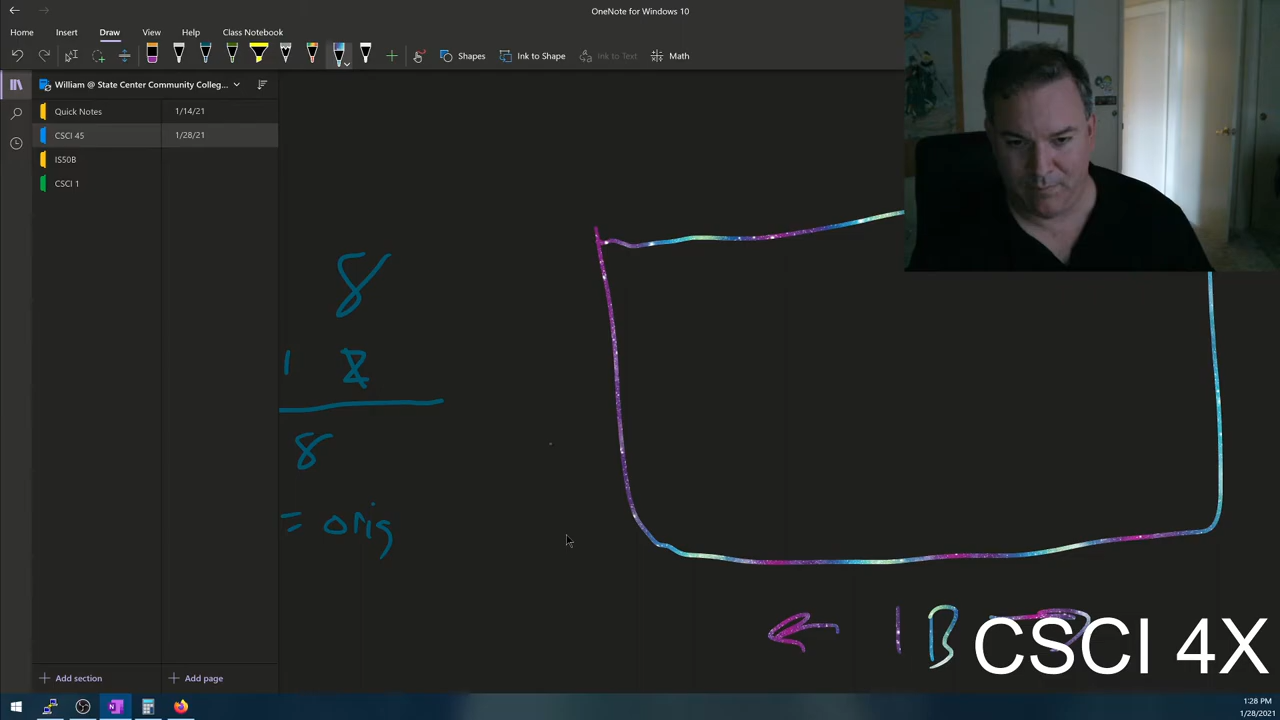 OneNote for Windows 10
Home Insert Draw View Help Class Notebook
Shapes Ink to Shape Ink to Text Math
William @ State Center Community Colleg...
Quick Notes 1/14/21
CSCI 45 1/28/21
IS50B
CSCI 1
8
1
8
= orig
1B
CSCI 4X
Add section Add page
1:28 PM
1/28/2021